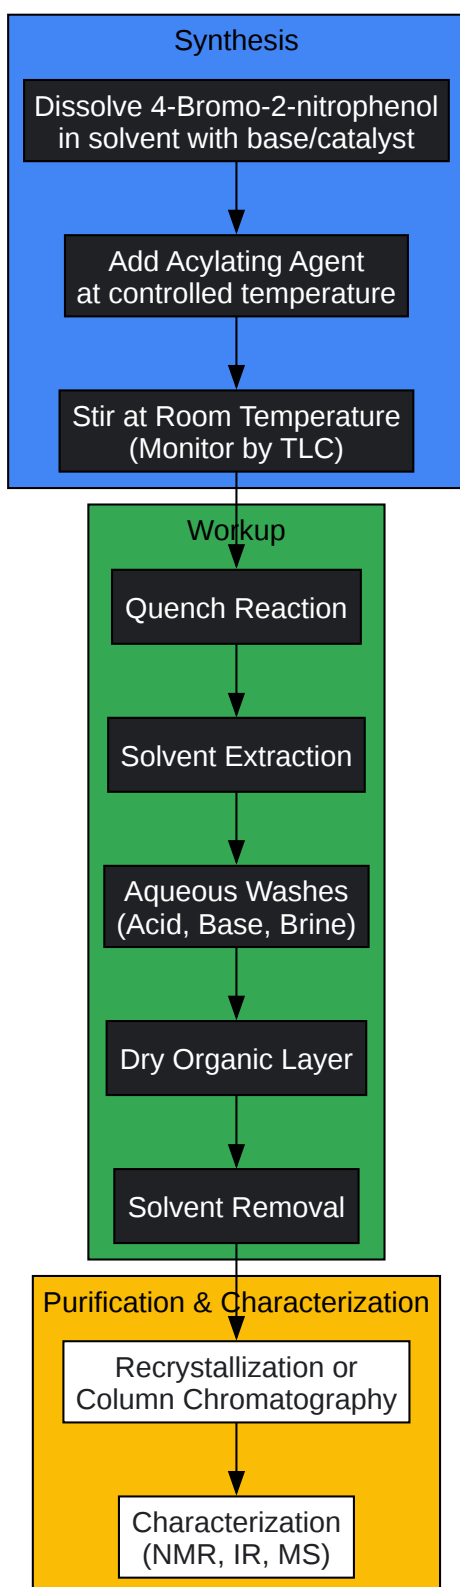 Synthesis
Dissolve 4-Bromo-2-nitrophenol
in solvent with base/catalyst
Add Acylating Agent
at controlled temperature
Stir at Room Temperature
(Monitor by TLC)
Workup
Quench Reaction
Solvent Extraction
Aqueous Washes
(Acid, Base, Brine)
Dry Organic Layer
Solvent Removal
Purification & Characterization
Recrystallization or
Column Chromatography
Characterization
(NMR, IR, MS)